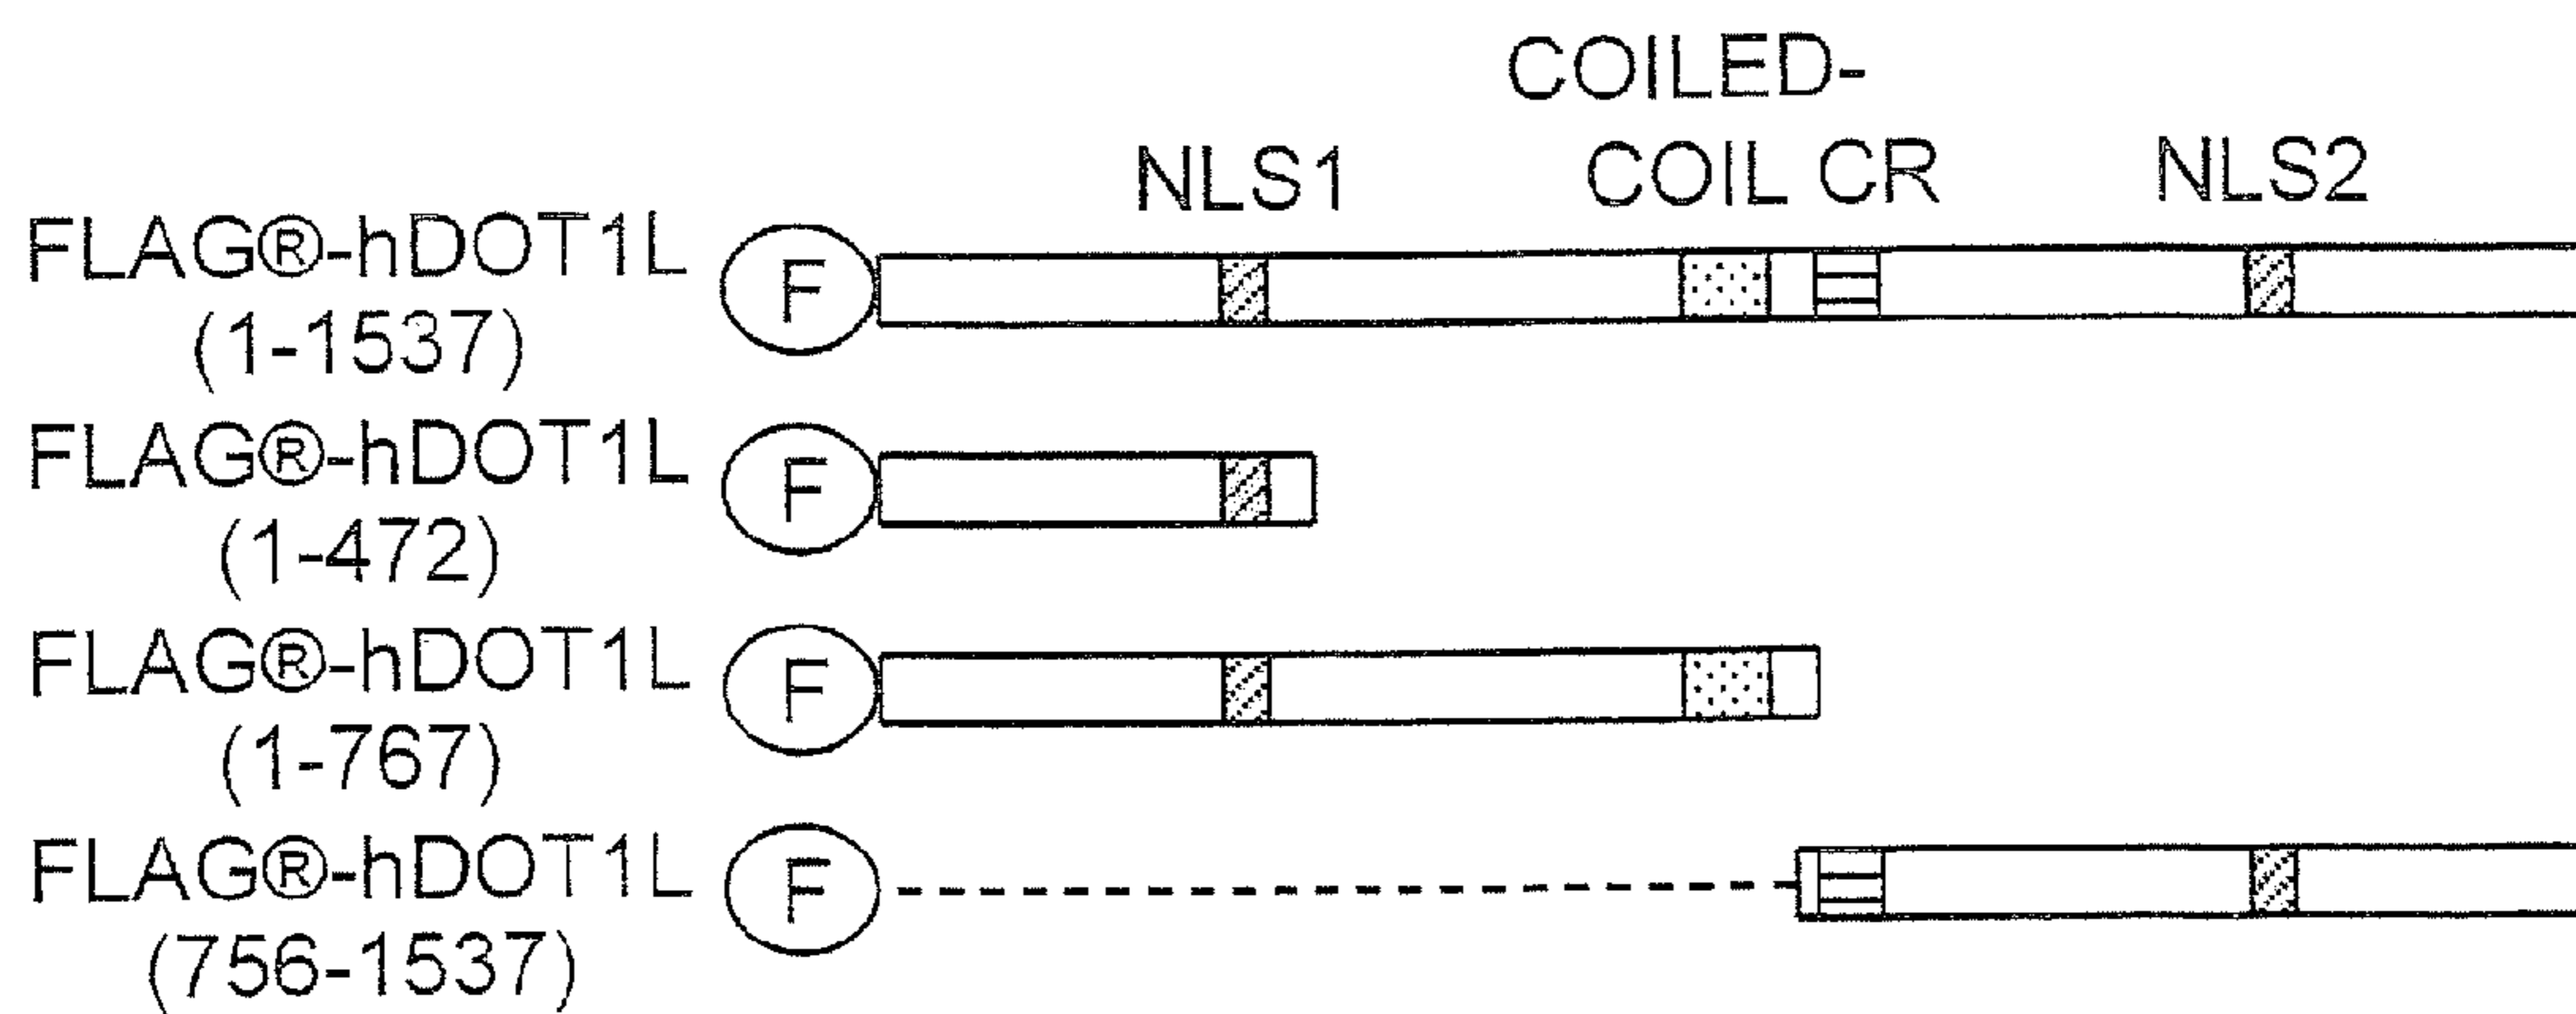 COILED-
NLS1 COIL CR NLS2
FLAG®-hDOT1L F
(1-1537)
FLAG®-hDOT1L F
(1-472)
FLAG®-hDOT1L F
(1-767)
FLAG®-hDOT1L F
(756-1537)